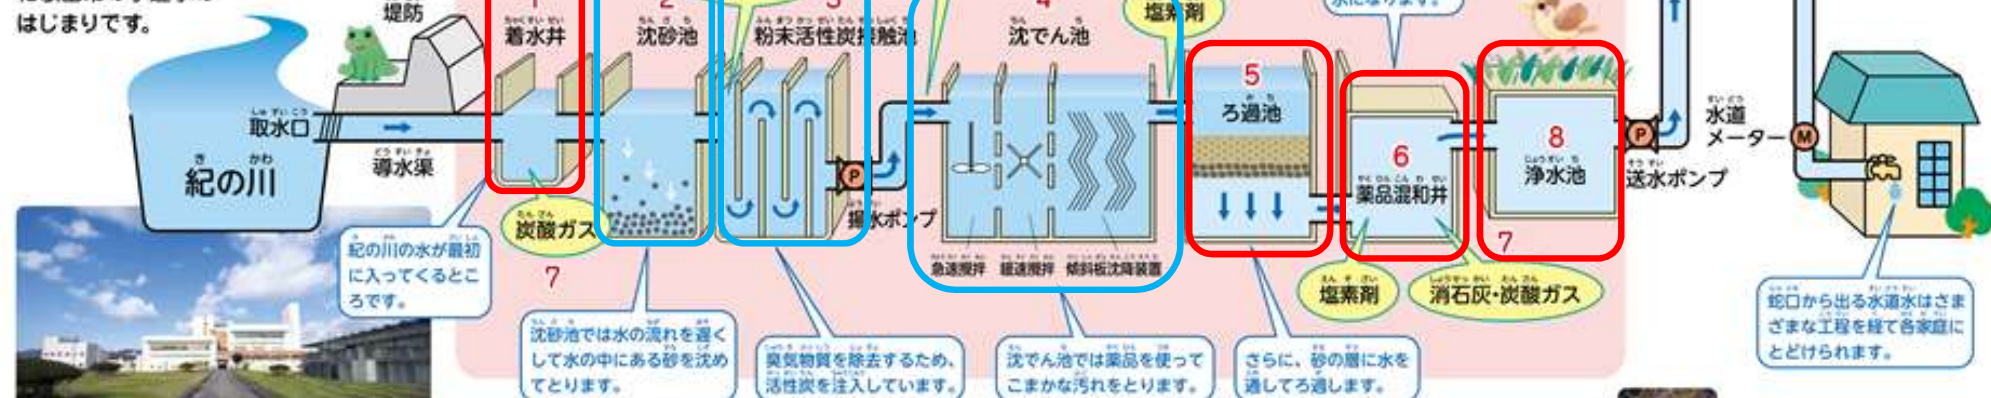 はじまりです。
堤防
取水口
導水渠
紀の川
紀の川の水が最初
に入ってくるとこ
ろです。
1
着水井
炭酸ガス
7
2
沈砂池
沈砂池では水の流れを遅く
して水の中にある砂を沈め
てとります。
3
粉末活性炭接触池
臭気物質を除去するため、
活性炭を注入しています。
P
揚水ポンプ
4
沈でん池
急速攪拌
緩速攪拌
傾斜板沈降装置
沈でん池では薬品を使って
こまかな汚れをとります。
塩素剤
5
ろ過池
さらに、砂の層に水を
通してろ過します。
水になります。
6
薬品混和井
塩素剤
消石灰・炭酸ガス
8
浄水池
7
P
送水ポンプ
水道
メーター
M
蛇口から出る水道水はさま
ざまな工程を経て各家庭に
とどけられます。